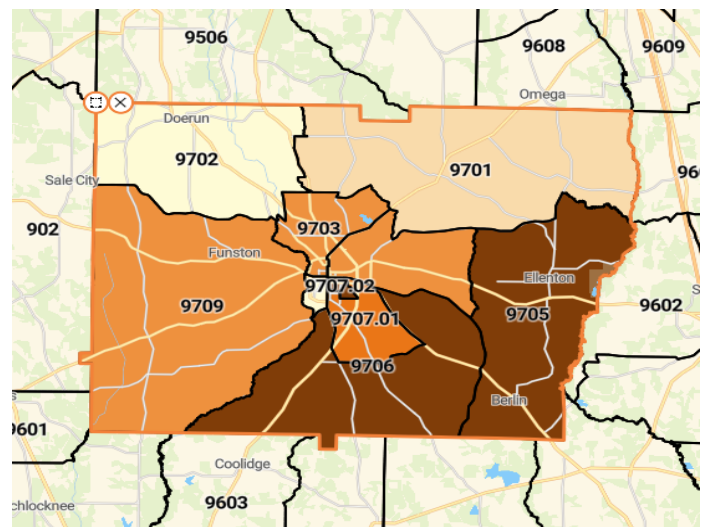 9506
9608
9609
Omega
Doerun
9702
9701
Sale City
902
9703
Funston
9707.02
Ellenton
9709
9705
9602
9707.01
9706
Berlin
9601
Coolidge
9603
chlocknee